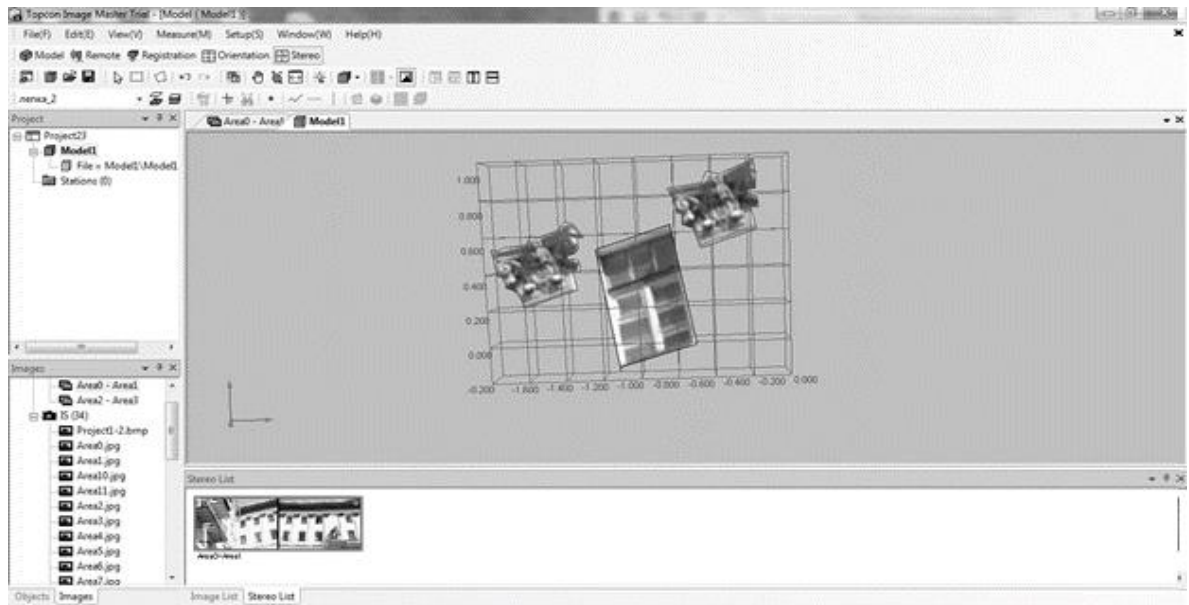 Topcon Image Master Trial - [Model ( Model1 )]
File(F) Edit(E) View(V) Measure(M) Setup(S) Window(W) Help(H)
Model Remote Registration Orientation Stereo
лепка_2
Project
Area0 - Area1 Model1
Project23
Model1
File = Model1\Model1
Stations (0)
1.000
0.800
0.600
0.400
0.200
0.000
-0.200 -1.600 -1.400 -1.200 -1.000 -0.800 -0.600 -0.400 -0.200 0.000
Images
Area0 - Area1
Area2 - Area3
IS (34)
Project1-2.bmp
Area0.jpg
Area1.jpg
Area10.jpg
Area11.jpg
Area2.jpg
Area3.jpg
Area4.jpg
Area5.jpg
Area6.jpg
Area7.jpg
Stereo List
Area0-Area1
Objects Images
Image List Stereo List